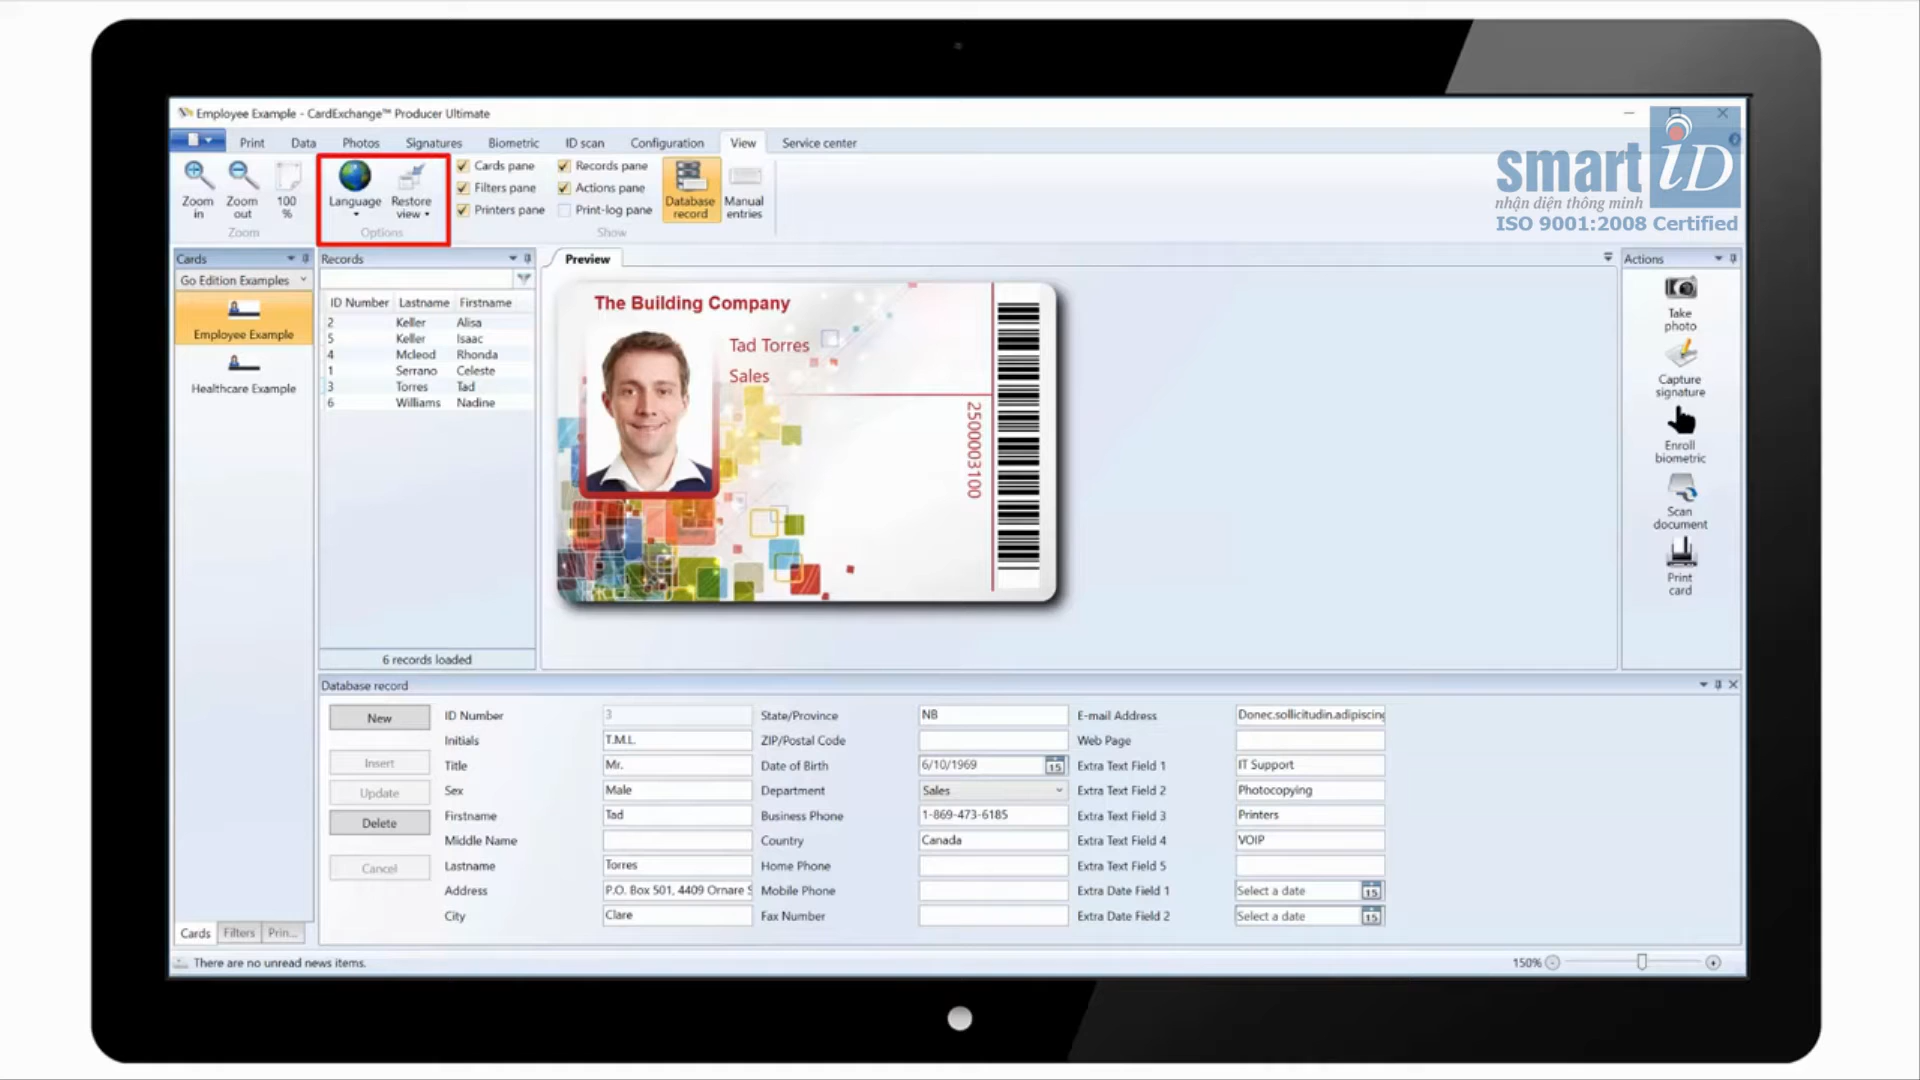 Employee Example - CardExchange™ Producer Ultimate
Print Data Photos Signatures Biometric ID scan Configuration View Service center
Zoom in
Zoom out
100 %
Zoom
Language
Restore view
Options
Cards pane
Filters pane
Printers pane
Records pane
Actions pane
Print-log pane
Database record
Manual entries
Show
smart iD
nhận diện thông minh
ISO 9001:2008 Certified
Cards
Go Edition Examples
Employee Example
Healthcare Example
Records
ID Number Lastname Firstname
2 Keller Alisa
5 Keller Isaac
4 Mcleod Rhonda
1 Serrano Celeste
3 Torres Tad
6 Williams Nadine
6 records loaded
Preview
The Building Company
Tad Torres
Sales
2500003100
Actions
Take photo
Capture signature
Enroll biometric
Scan document
Print card
Database record
New
Insert
Update
Delete
Cancel
ID Number 3
Initials T.M.L.
Title Mr.
Sex Male
Firstname Tad
Middle Name
Lastname Torres
Address P.O. Box 501, 4409 Ornare S
City Clare
State/Province NB
ZIP/Postal Code
Date of Birth 6/10/1969 15
Department Sales
Business Phone 1-869-473-6185
Country Canada
Home Phone
Mobile Phone
Fax Number
E-mail Address Donec.sollicitudin.adipiscing
Web Page
Extra Text Field 1 IT Support
Extra Text Field 2 Photocopying
Extra Text Field 3 Printers
Extra Text Field 4 VOIP
Extra Text Field 5
Extra Date Field 1 Select a date 15
Extra Date Field 2 Select a date 15
Cards Filters Prin...
There are no unread news items.
150%